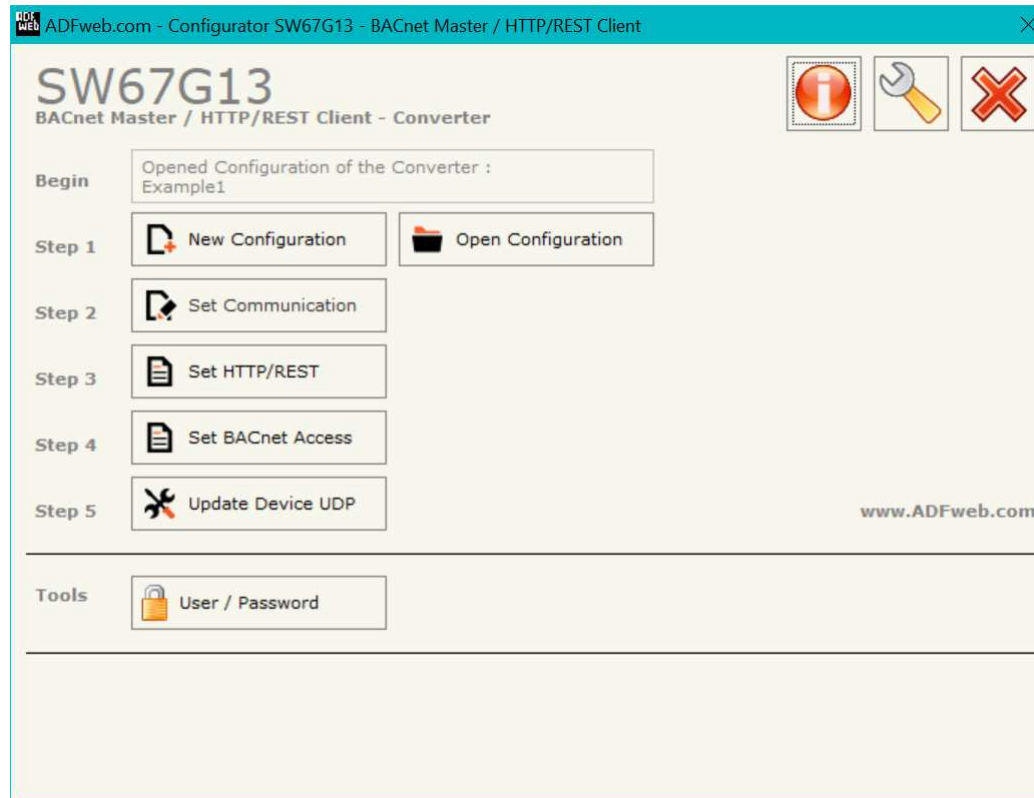 ADF WEB ADFweb.com - Configurator SW67G13 - BACnet Master / HTTP/REST Client
SW67G13
BACnet Master / HTTP/REST Client - Converter
Begin
Opened Configuration of the Converter :
Example1
Step 1
New Configuration
Open Configuration
Step 2
Set Communication
Step 3
Set HTTP/REST
Step 4
Set BACnet Access
Step 5
Update Device UDP
www.ADFweb.com
Tools
User / Password